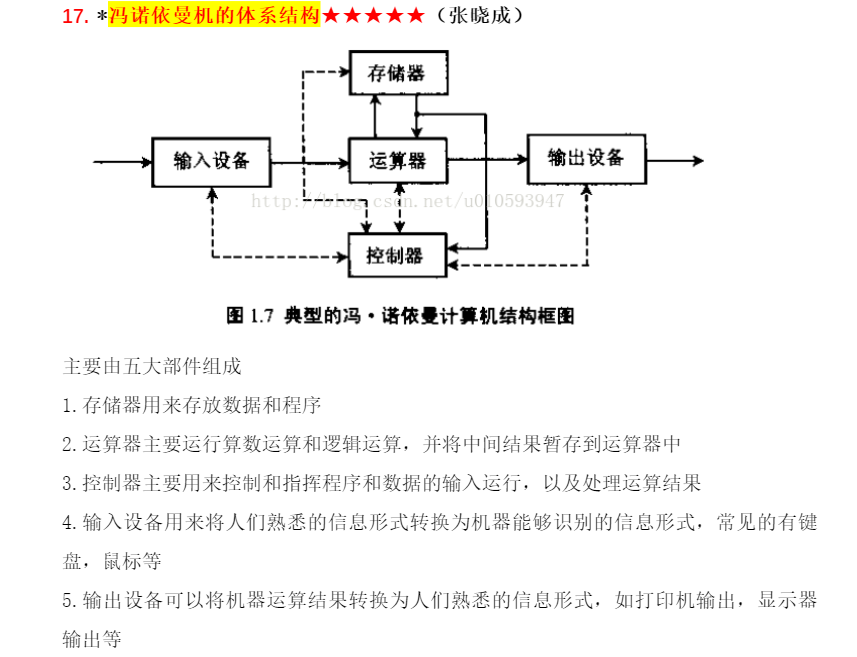 17. *冯诺依曼机的体系结构★★★★★（张晓成）
存储器
输入设备
运算器
输出设备
http://blog.csdn.net/u010593947
控制器
图 1.7 典型的冯·诺依曼计算机结构框图
主要由五大部件组成
1.存储器用来存放数据和程序
2.运算器主要运行算数运算和逻辑运算，并将中间结果暂存到运算器中
3.控制器主要用来控制和指挥程序和数据的输入运行，以及处理运算结果
4.输入设备用来将人们熟悉的信息形式转换为机器能够识别的信息形式，常见的有键
盘，鼠标等
5.输出设备可以将机器运算结果转换为人们熟悉的信息形式，如打印机输出，显示器
输出等